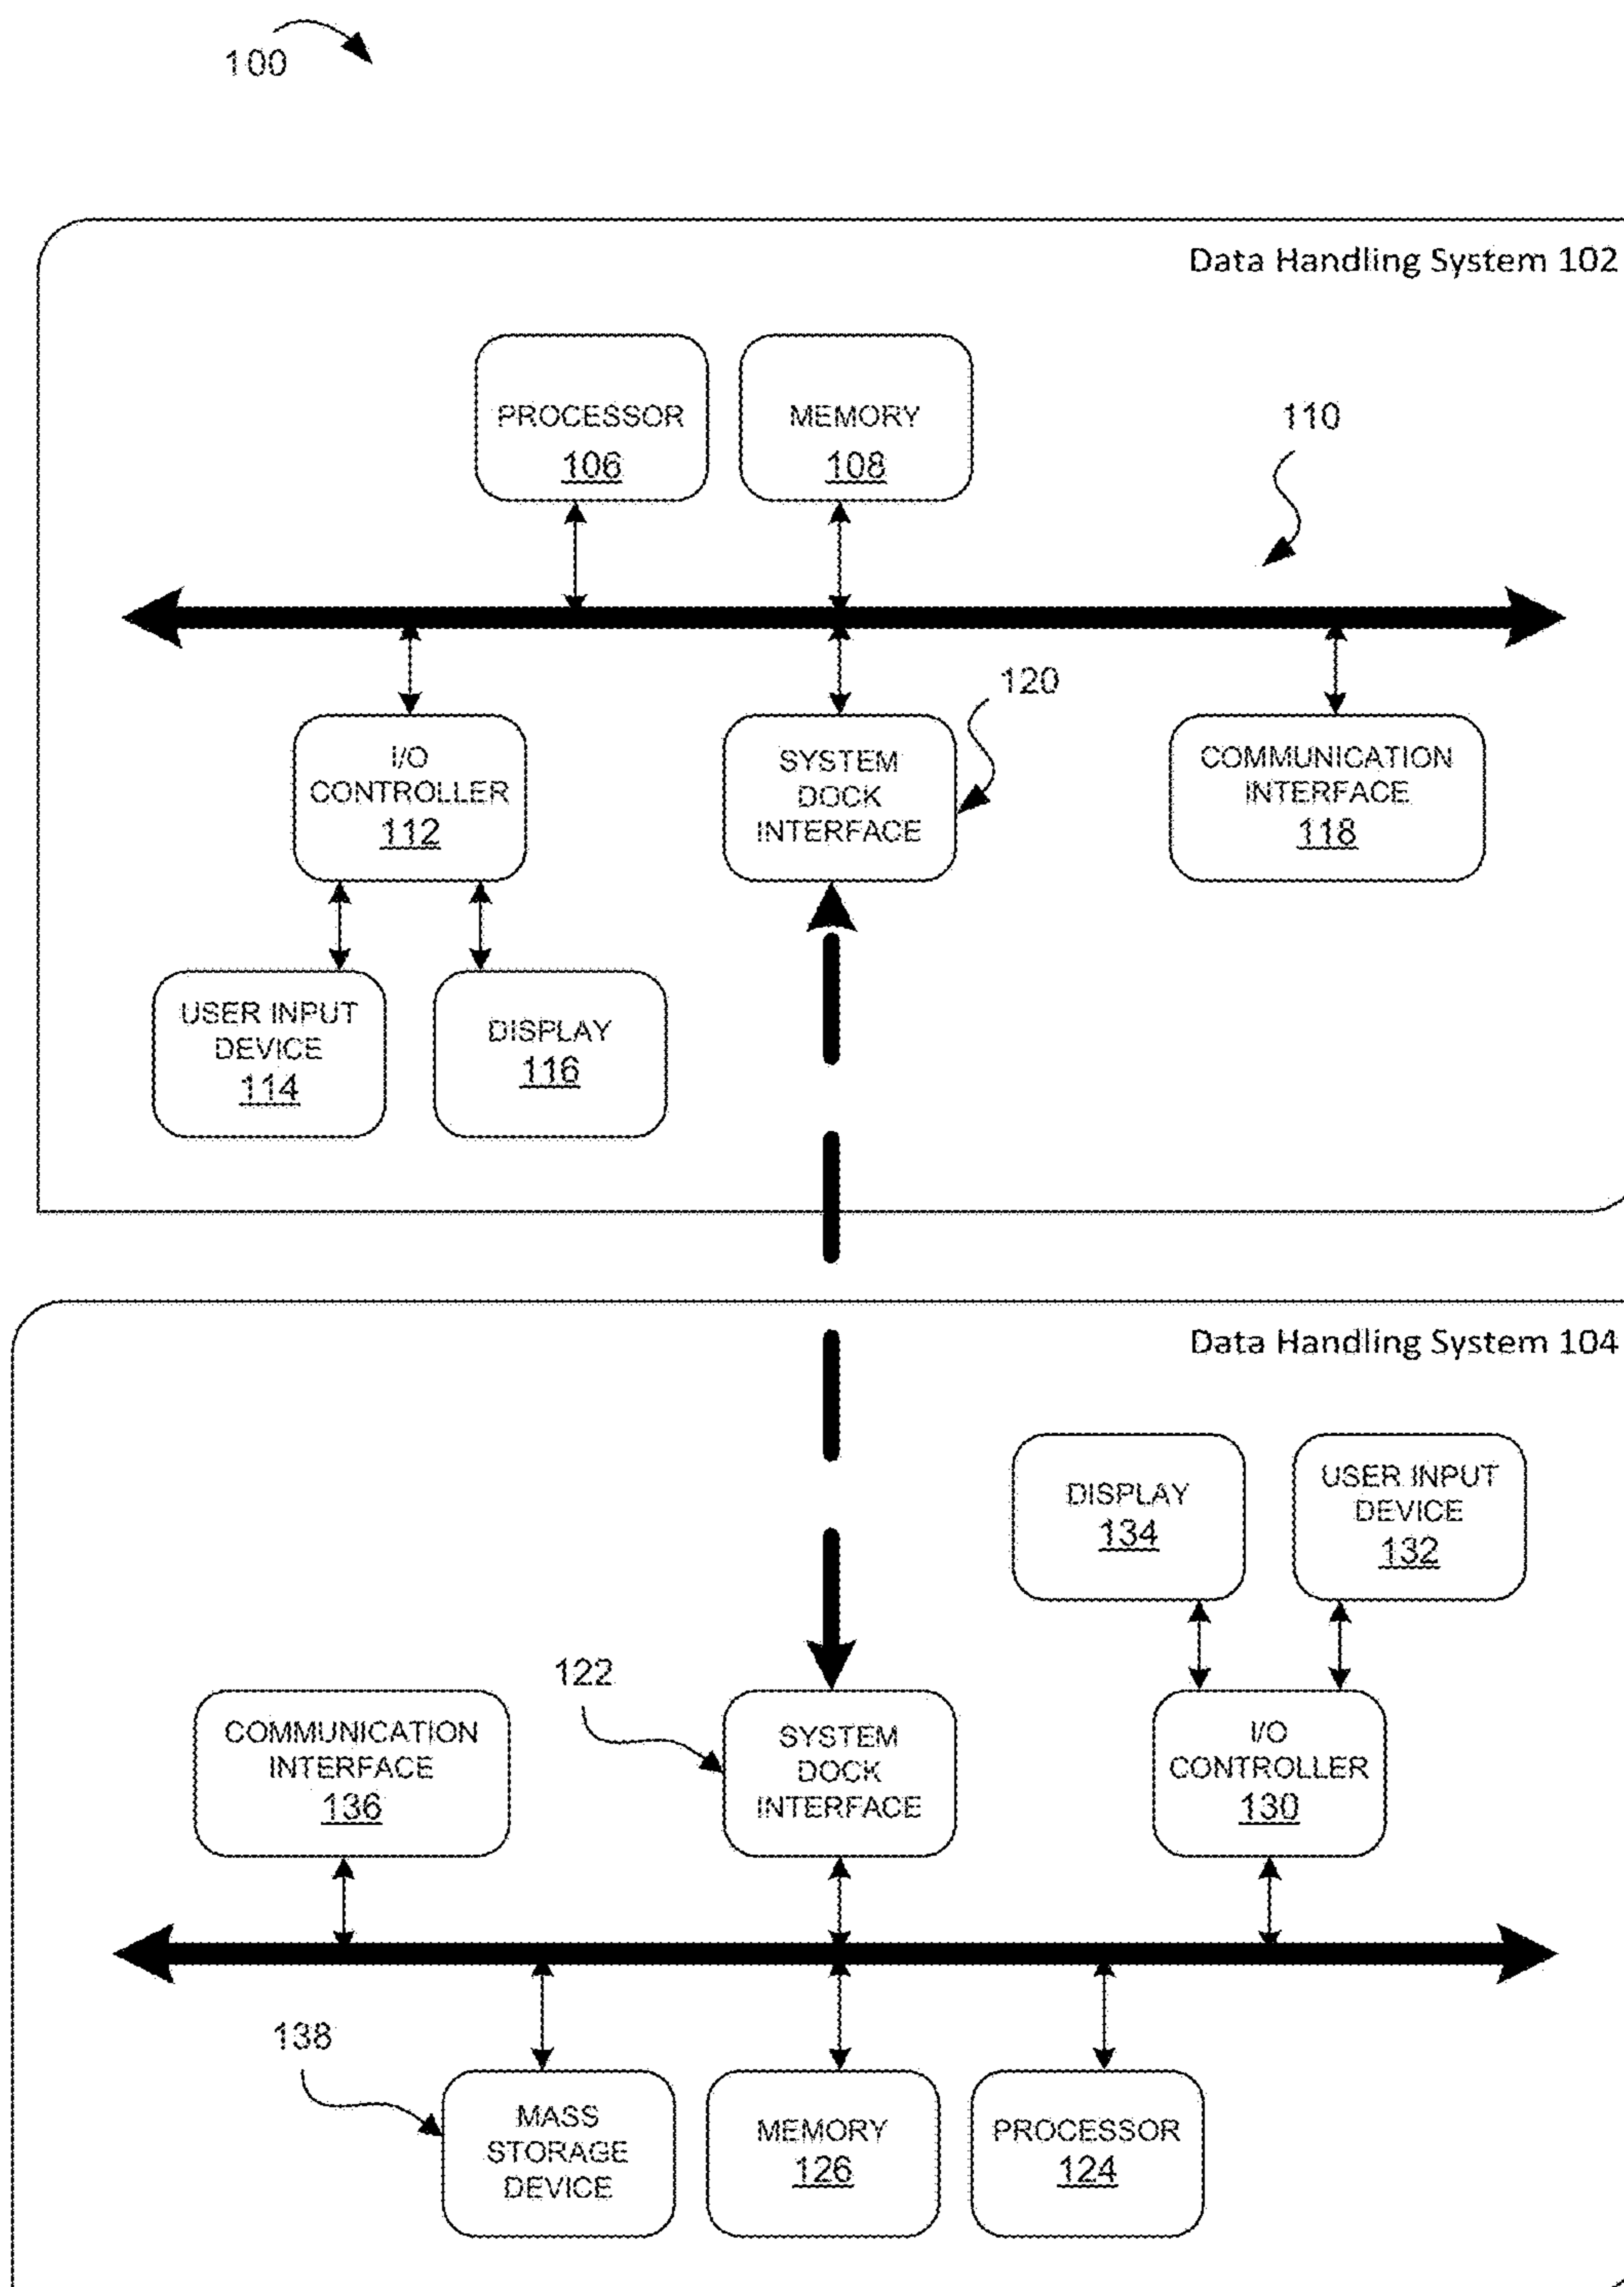 100
Data Handling System 102
PROCESSOR
106
MEMORY
108
110
I/O
CONTROLLER
112
SYSTEM
DOCK
INTERFACE
120
COMMUNICATION
INTERFACE
118
USER INPUT
DEVICE
114
DISPLAY
116
Data Handling System 104
DISPLAY
134
USER INPUT
DEVICE
132
COMMUNICATION
INTERFACE
136
122
SYSTEM
DOCK
INTERFACE
I/O
CONTROLLER
130
138
MASS
STORAGE
DEVICE
MEMORY
126
PROCESSOR
124